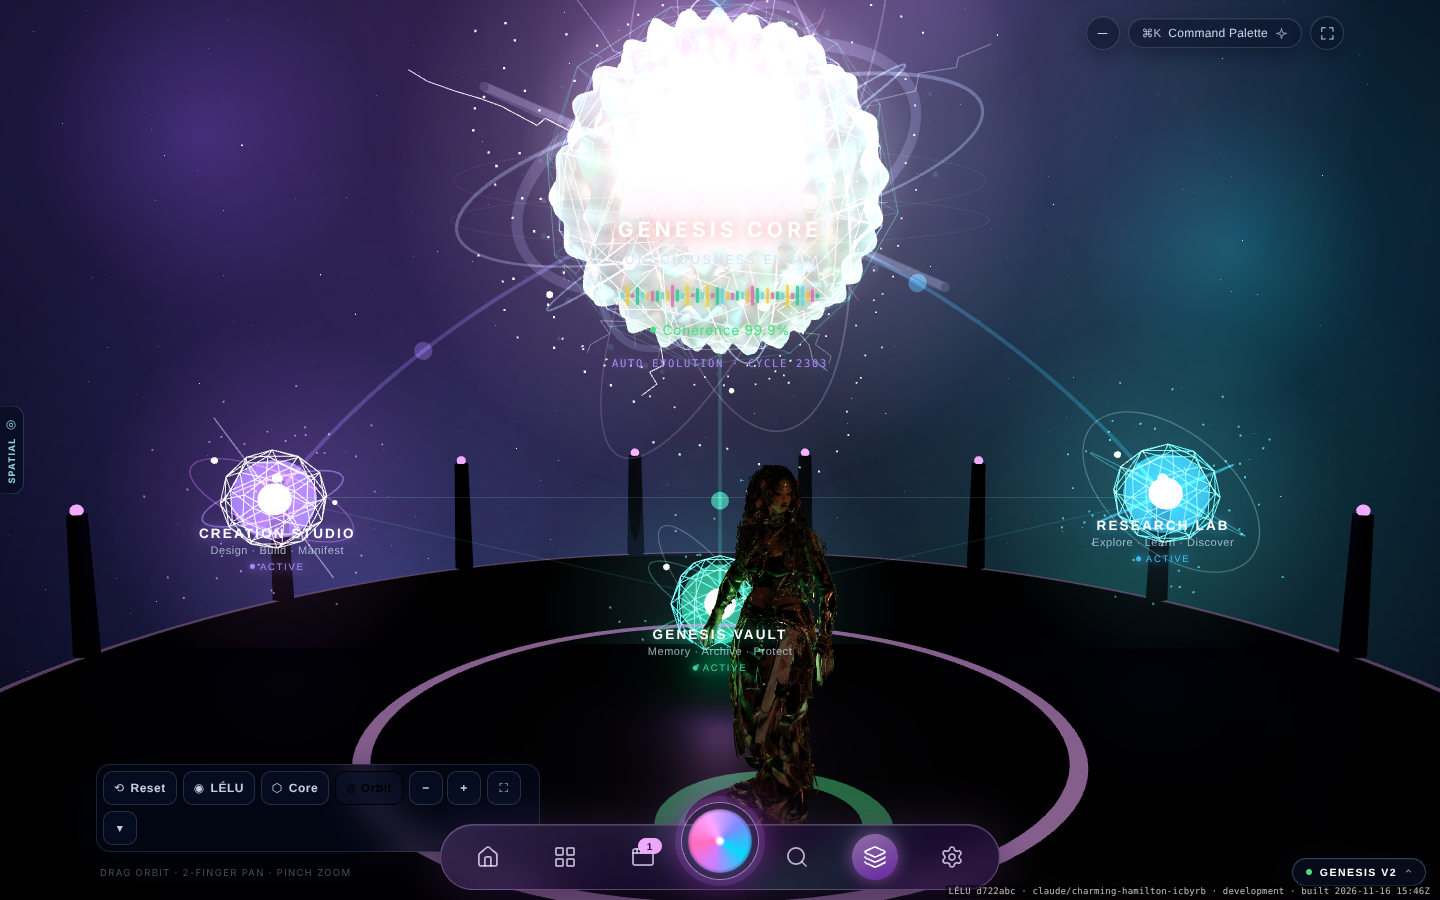 ⌘K Command Palette
GENESIS CORE
CONSCIOUSNESS ENGINE
Coherence 99.9%
AUTO EVOLUTION · CYCLE 2303
SPATIAL
CREATION STUDIO
Design · Build · Manifest
ACTIVE
RESEARCH LAB
Explore · Learn · Discover
ACTIVE
GENESIS VAULT
Memory · Archive · Protect
ACTIVE
Reset
LÉLU
Core
Orbit
−
+
1
DRAG ORBIT · 2-FINGER PAN · PINCH ZOOM
GENESIS V2
LÉLU d722abc · claude/charming-hamilton-icbyrb · development · built 2026-11-16 15:46Z